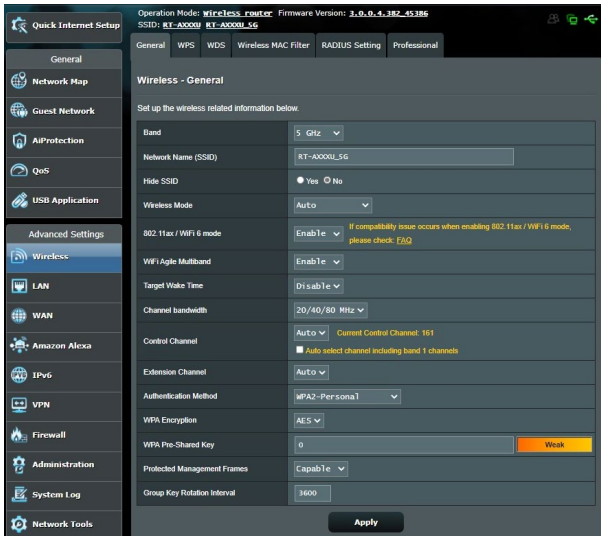 Quick Internet Setup
General
Network Map
Guest Network
AiProtection
QoS
USB Application
Advanced Settings
Wireless
LAN
WAN
Amazon Alexa
IPv6
VPN
Firewall
Administration
System Log
Network Tools
Operation Mode: Wireless router Firmware Version: 3.0.0.4.382_45386
SSID: RT-AXXXU RT-AXXXU_5G
General WPS WDS Wireless MAC Filter RADIUS Setting Professional
Wireless - General
Set up the wireless related information below.
Band 5 GHz
Network Name (SSID) RT-AXXXU_5G
Hide SSID Yes No
Wireless Mode Auto
802.11ax / WiFi 6 mode Enable If compatibility issue occurs when enabling 802.11ax / WiFi 6 mode,
please check: FAQ
WiFi Agile Multiband Enable
Target Wake Time Disable
Channel bandwidth 20/40/80 MHz
Control Channel Auto Current Control Channel: 161
Auto select channel including band 1 channels
Extension Channel Auto
Authentication Method WPA2-Personal
WPA Encryption AES
WPA Pre-Shared Key 0 Weak
Protected Management Frames Capable
Group Key Rotation Interval 3600
Apply